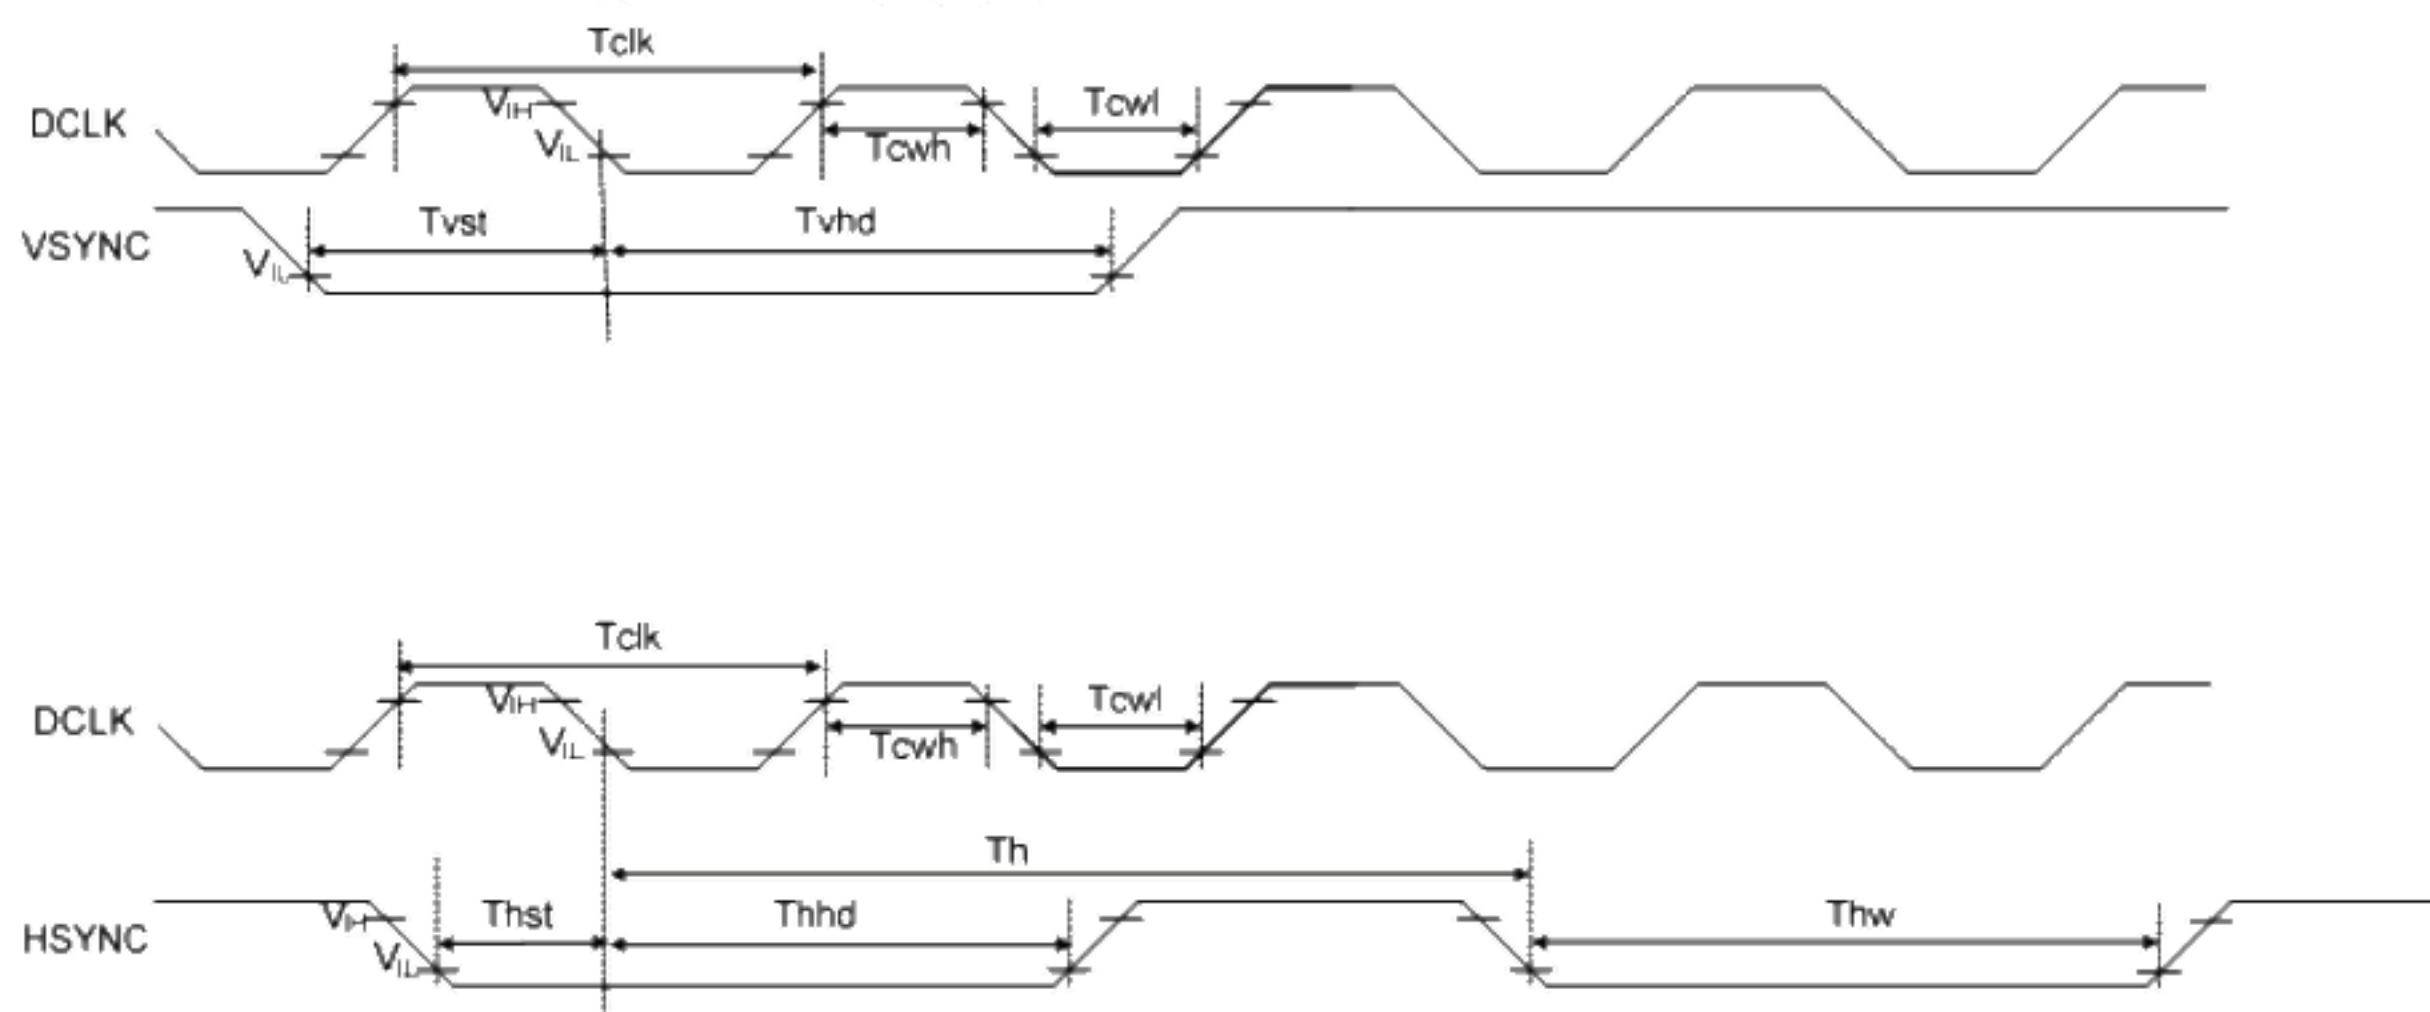 Tclk
DCLK VIH VIL Tcwh Tcwl
VSYNC VIL Tvst Tvhd
Tclk
DCLK VIH VIL Tcwh Tcwl
Th
HSYNC VIH VIL Thst Thhd Thw